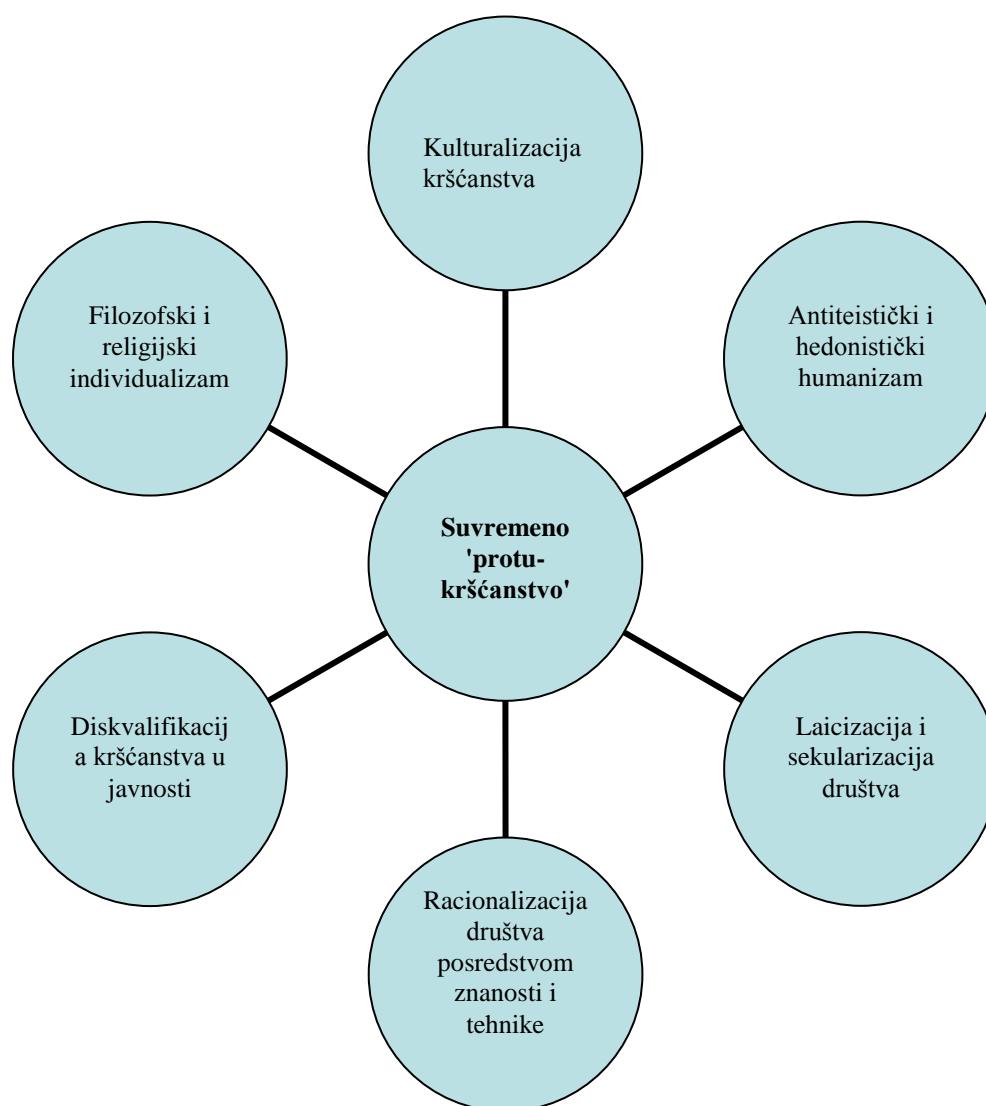 Kulturalizacija
kršćanstva
Filozofski i
religijski
individualizam
Antiteistički i
hedonistički
humanizam
Suvremeno
'protu-
kršćanstvo'
Diskvalifikacij
a kršćanstva u
javnosti
Laicizacija i
sekularizacija
društva
Racionalizacija
društva
posredstvom
znanosti i
tehnike